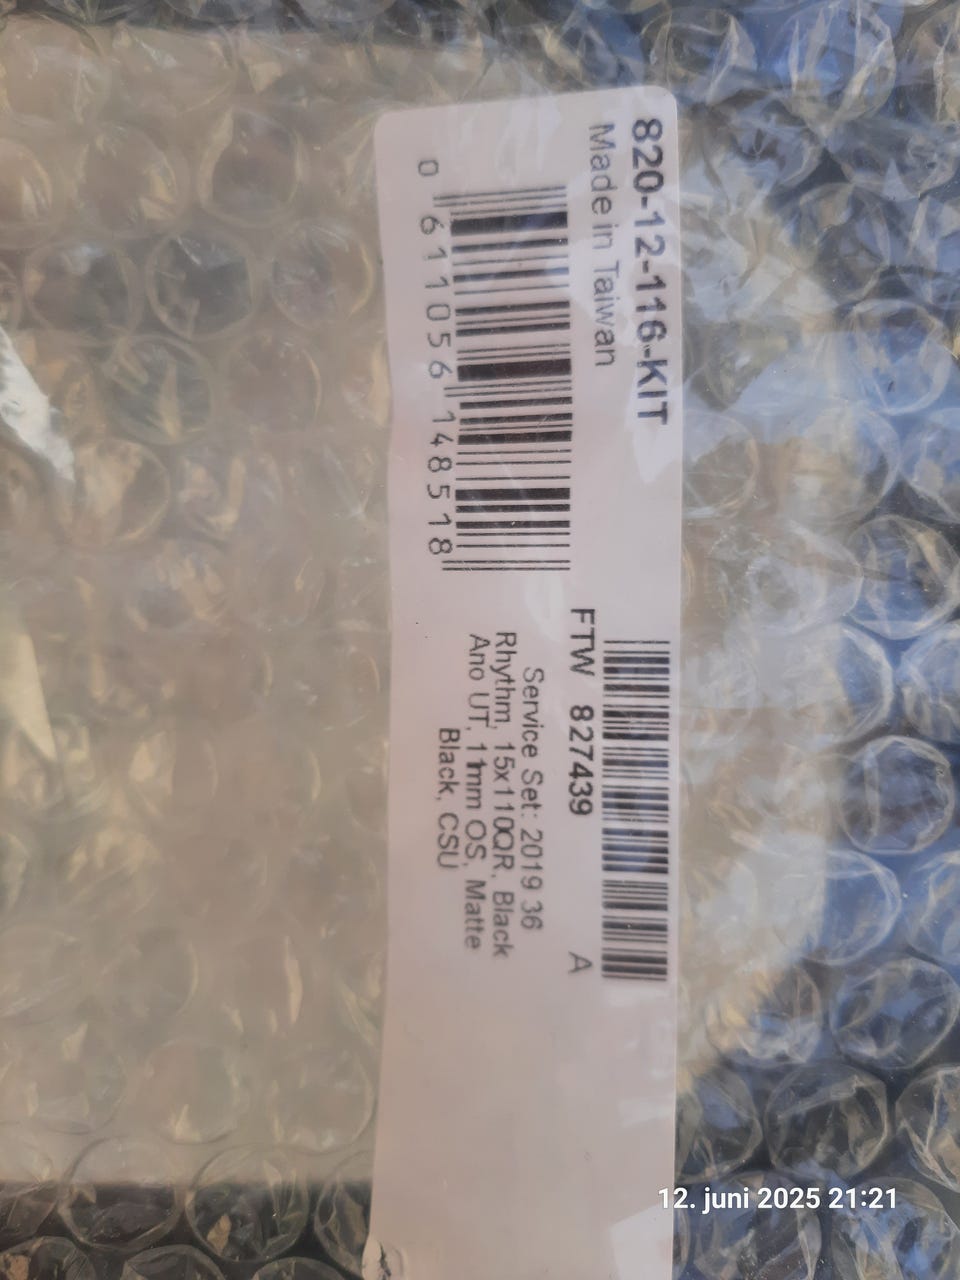 820-12-116-KIT
Made in Taiwan
0 611056 148518
FTW 827439 A
Service Set: 2019 36
Rhythm, 15x110QR, Black
Ano UT, 11mm OS, Matte
Black, CSU
12. juni 2025 21:21